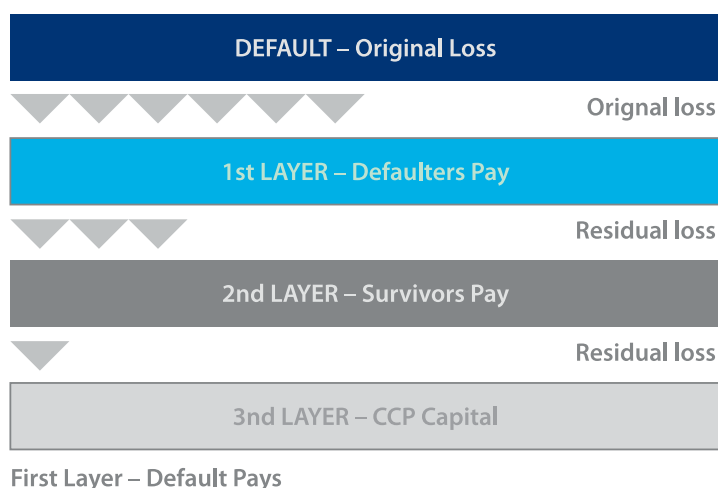 DEFAULT – Original Loss
Orignal loss
1st LAYER – Defaulters Pay
Residual loss
2nd LAYER – Survivors Pay
Residual loss
3nd LAYER – CCP Capital
First Layer – Default Pays